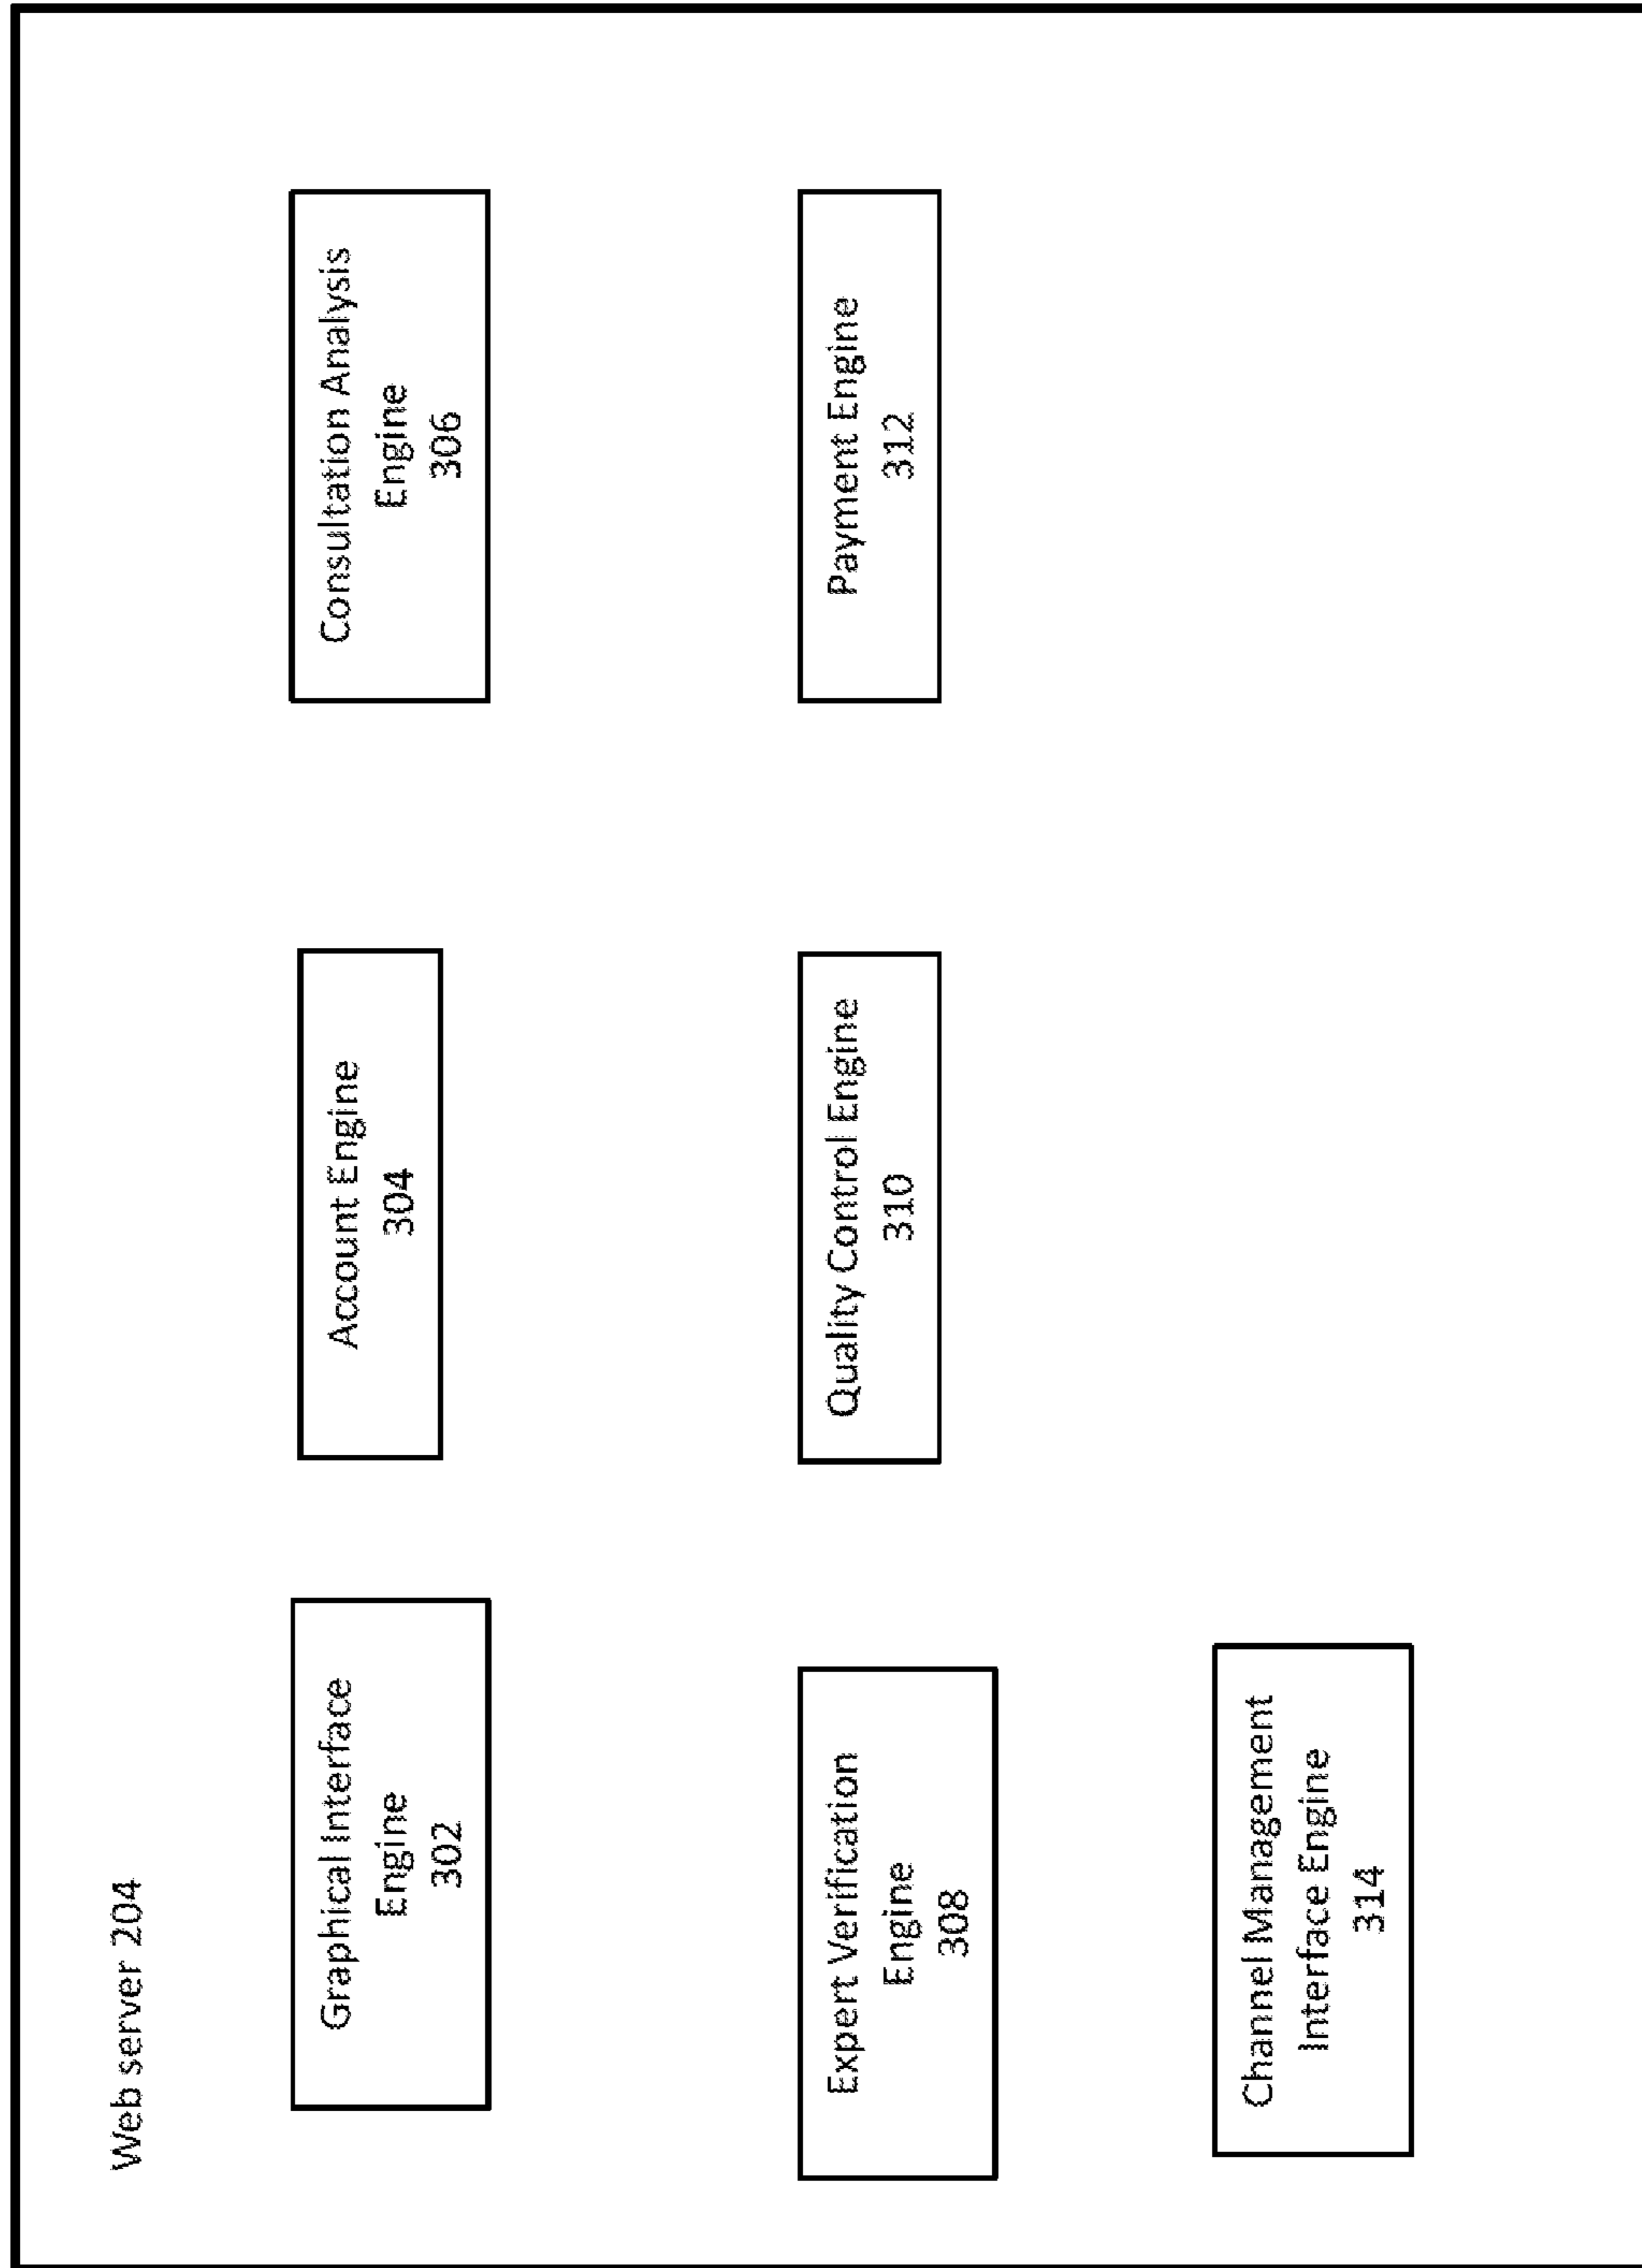 Web server 204
Graphical Interface
Engine
302
Account Engine
304
Consultation Analysis
Engine
306
Expert Verification
Engine
308
Quality Control Engine
310
Payment Engine
312
Channel Management
Interface Engine
314